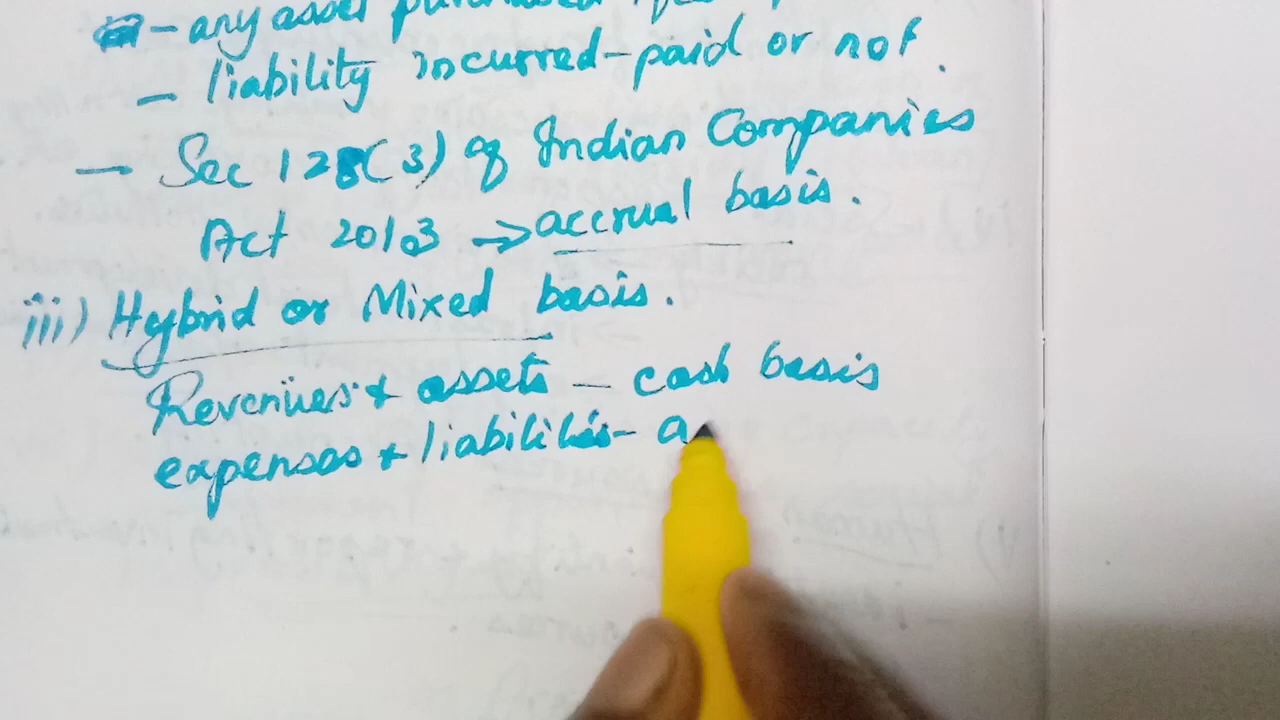 - any asset purchased
- liability incurred - paid or not.
→ Sec 128(3) of Indian Companies
Act 2013 → accrual basis.
iii) Hybrid or Mixed basis.
Revenues + assets - cash basis
expenses + liabilities - a